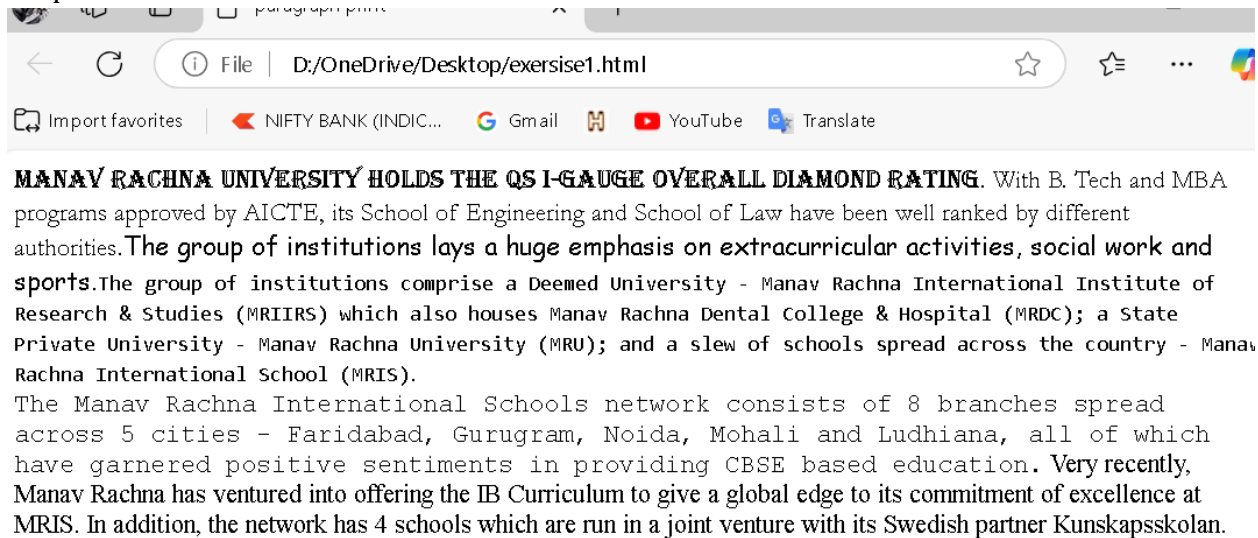 paragraph print
File D:/OneDrive/Desktop/exersise1.html
Import favorites NIFTY BANK (INDIC... Gmail YouTube Translate
MANAV RACHNA UNIVERSITY HOLDS THE QS I-GAUGE OVERALL DIAMOND RATING. With B. Tech and MBA
programs approved by AICTE, its School of Engineering and School of Law have been well ranked by different
authorities.The group of institutions lays a huge emphasis on extracurricular activities, social work and
sports.The group of institutions comprise a Deemed University - Manav Rachna International Institute of
Research & Studies (MRIIRS) which also houses Manav Rachna Dental College & Hospital (MRDC); a State
Private University - Manav Rachna University (MRU); and a slew of schools spread across the country - Manav
Rachna International School (MRIS).
The Manav Rachna International Schools network consists of 8 branches spread
across 5 cities – Faridabad, Gurugram, Noida, Mohali and Ludhiana, all of which
have garnered positive sentiments in providing CBSE based education. Very recently,
Manav Rachna has ventured into offering the IB Curriculum to give a global edge to its commitment of excellence at
MRIS. In addition, the network has 4 schools which are run in a joint venture with its Swedish partner Kunskapsskolan.